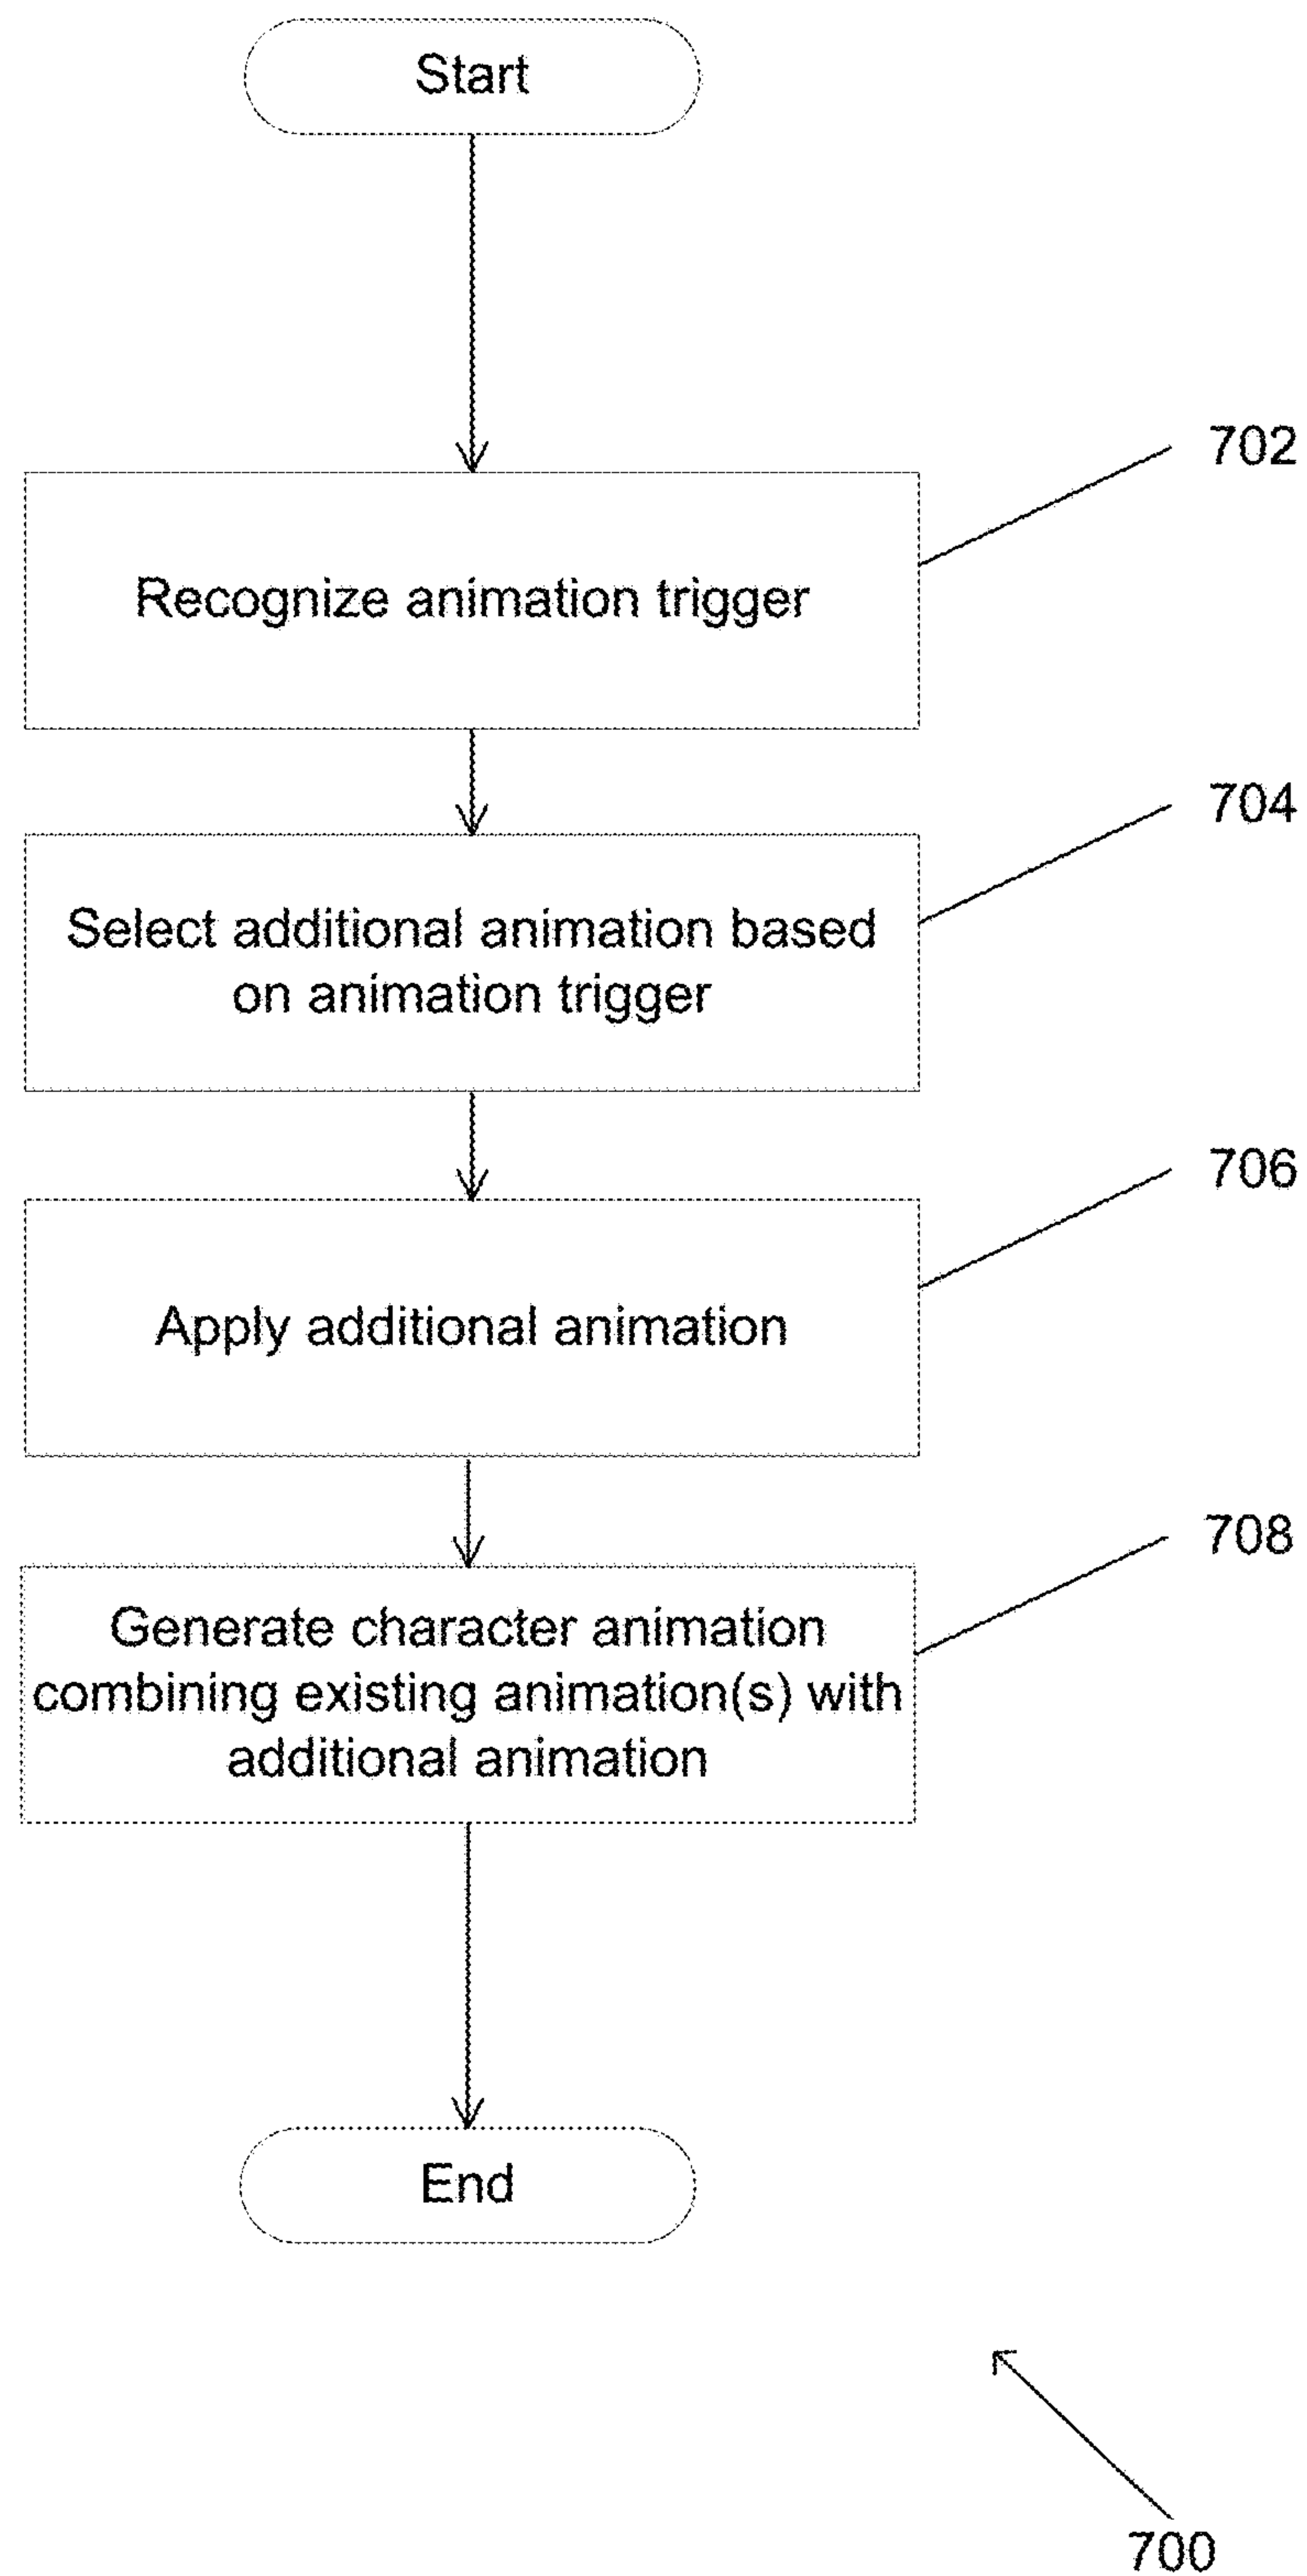 Start
702
Recognize animation trigger
704
Select additional animation based
on animation trigger
706
Apply additional animation
708
Generate character animation
combining existing animation(s) with
additional animation
End
700